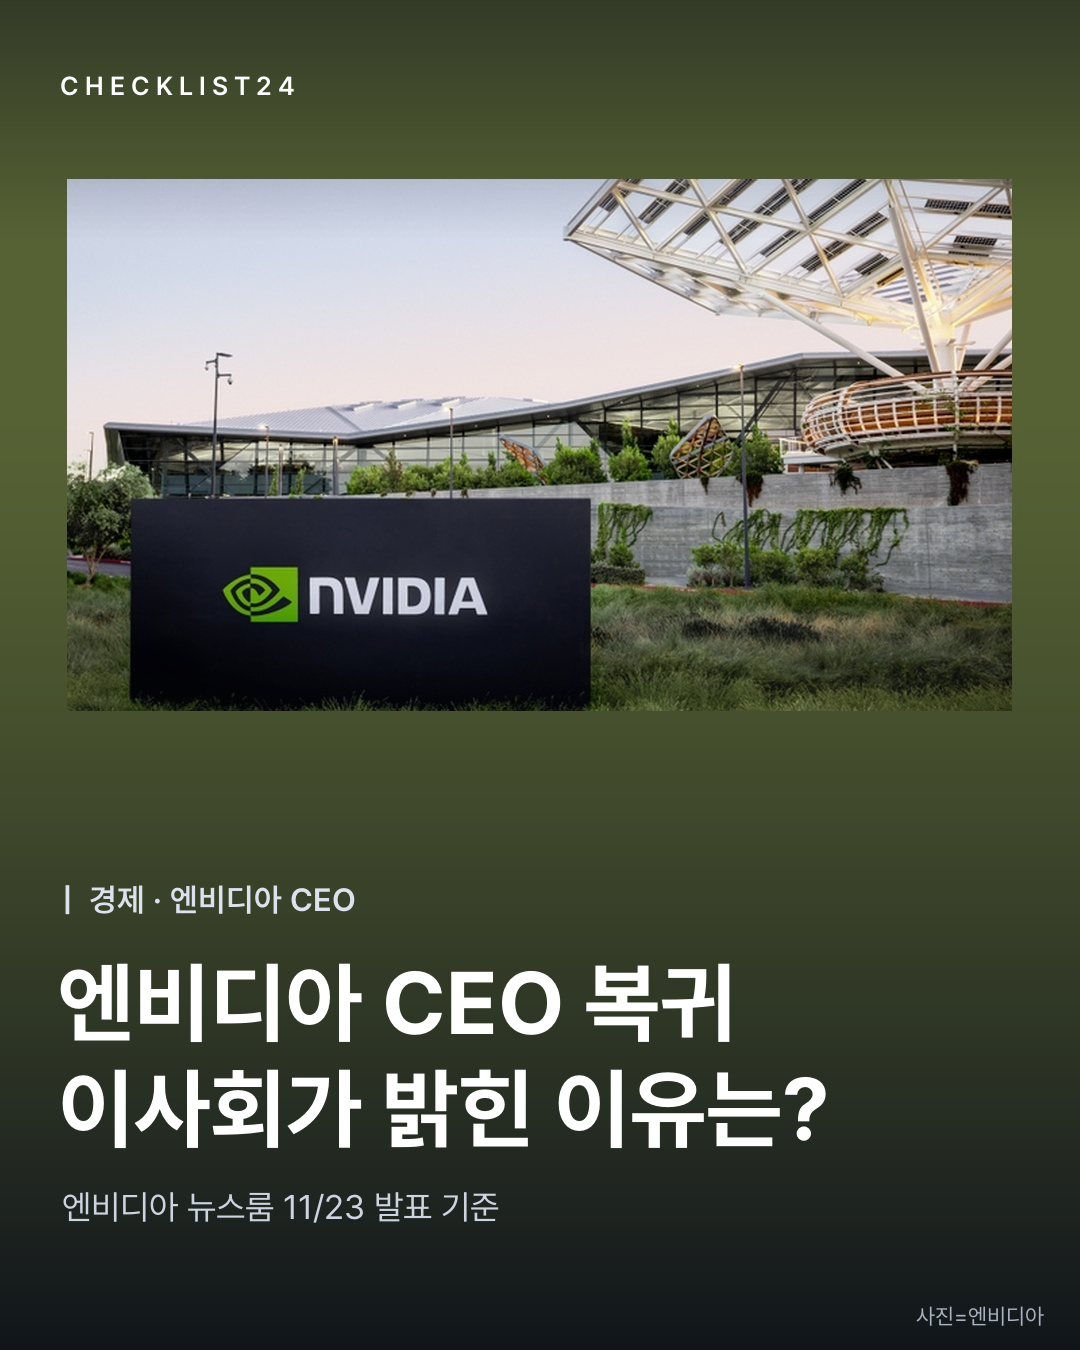 CHECKLIST24
NVIDIA
| 경제 · 엔비디아 CEO
엔비디아 CEO 복귀
이사회가 밝힌 이유는?
엔비디아 뉴스룸 11/23 발표 기준
사진=엔비디아